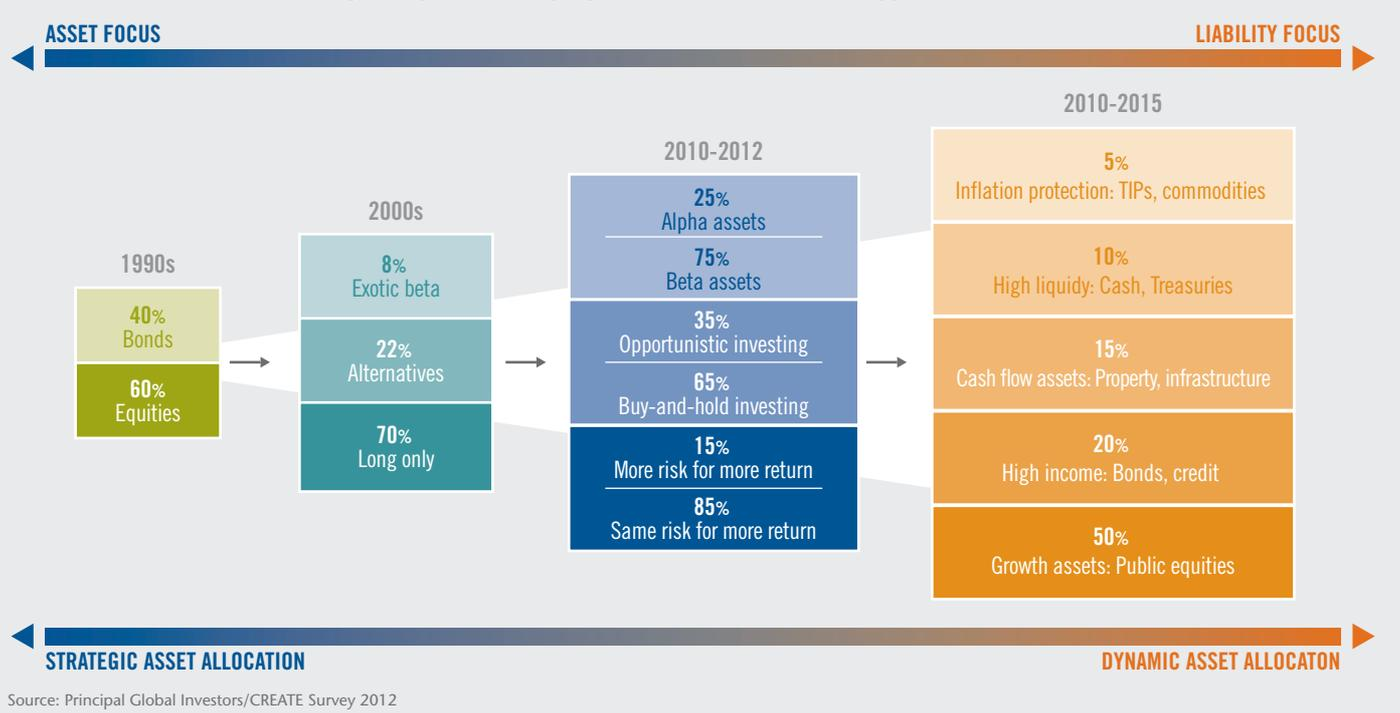 ASSET FOCUS
LIABILITY FOCUS
1990s
40%
Bonds
60%
Equities
2000s
8%
Exotic beta
22%
Alternatives
70%
Long only
2010-2012
25%
Alpha assets
75%
Beta assets
35%
Opportunistic investing
65%
Buy-and-hold investing
15%
More risk for more return
85%
Same risk for more return
2010-2015
5%
Inflation protection: TIPs, commodities
10%
High liquidy: Cash, Treasuries
15%
Cash flow assets: Property, infrastructure
20%
High income: Bonds, credit
50%
Growth assets: Public equities
STRATEGIC ASSET ALLOCATION
DYNAMIC ASSET ALLOCATON
Source: Principal Global Investors/CREATE Survey 2012